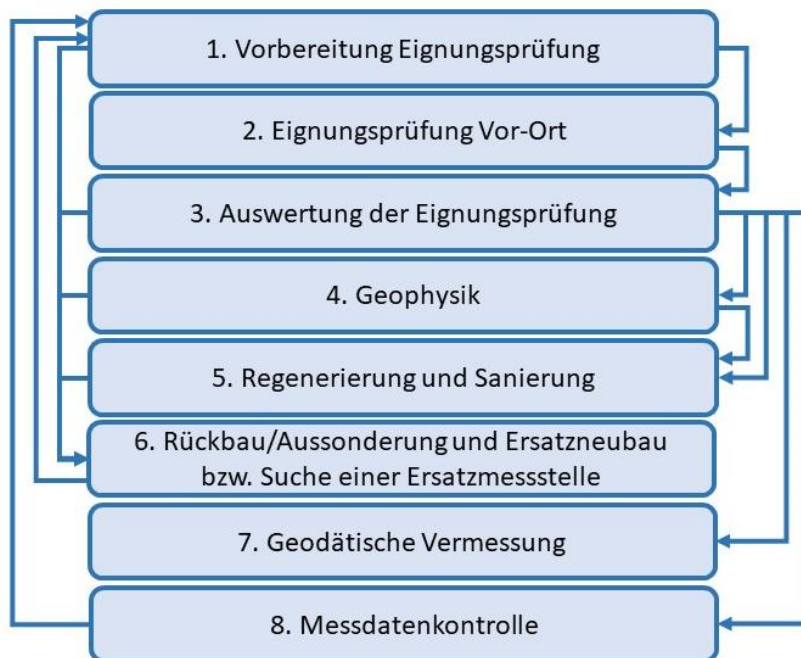 1. Vorbereitung Eignungsprüfung
2. Eignungsprüfung Vor-Ort
3. Auswertung der Eignungsprüfung
4. Geophysik
5. Regenerierung und Sanierung
6. Rückbau/Aussonderung und Ersatzneubau
bzw. Suche einer Ersatzmessstelle
7. Geodätische Vermessung
8. Messdatenkontrolle